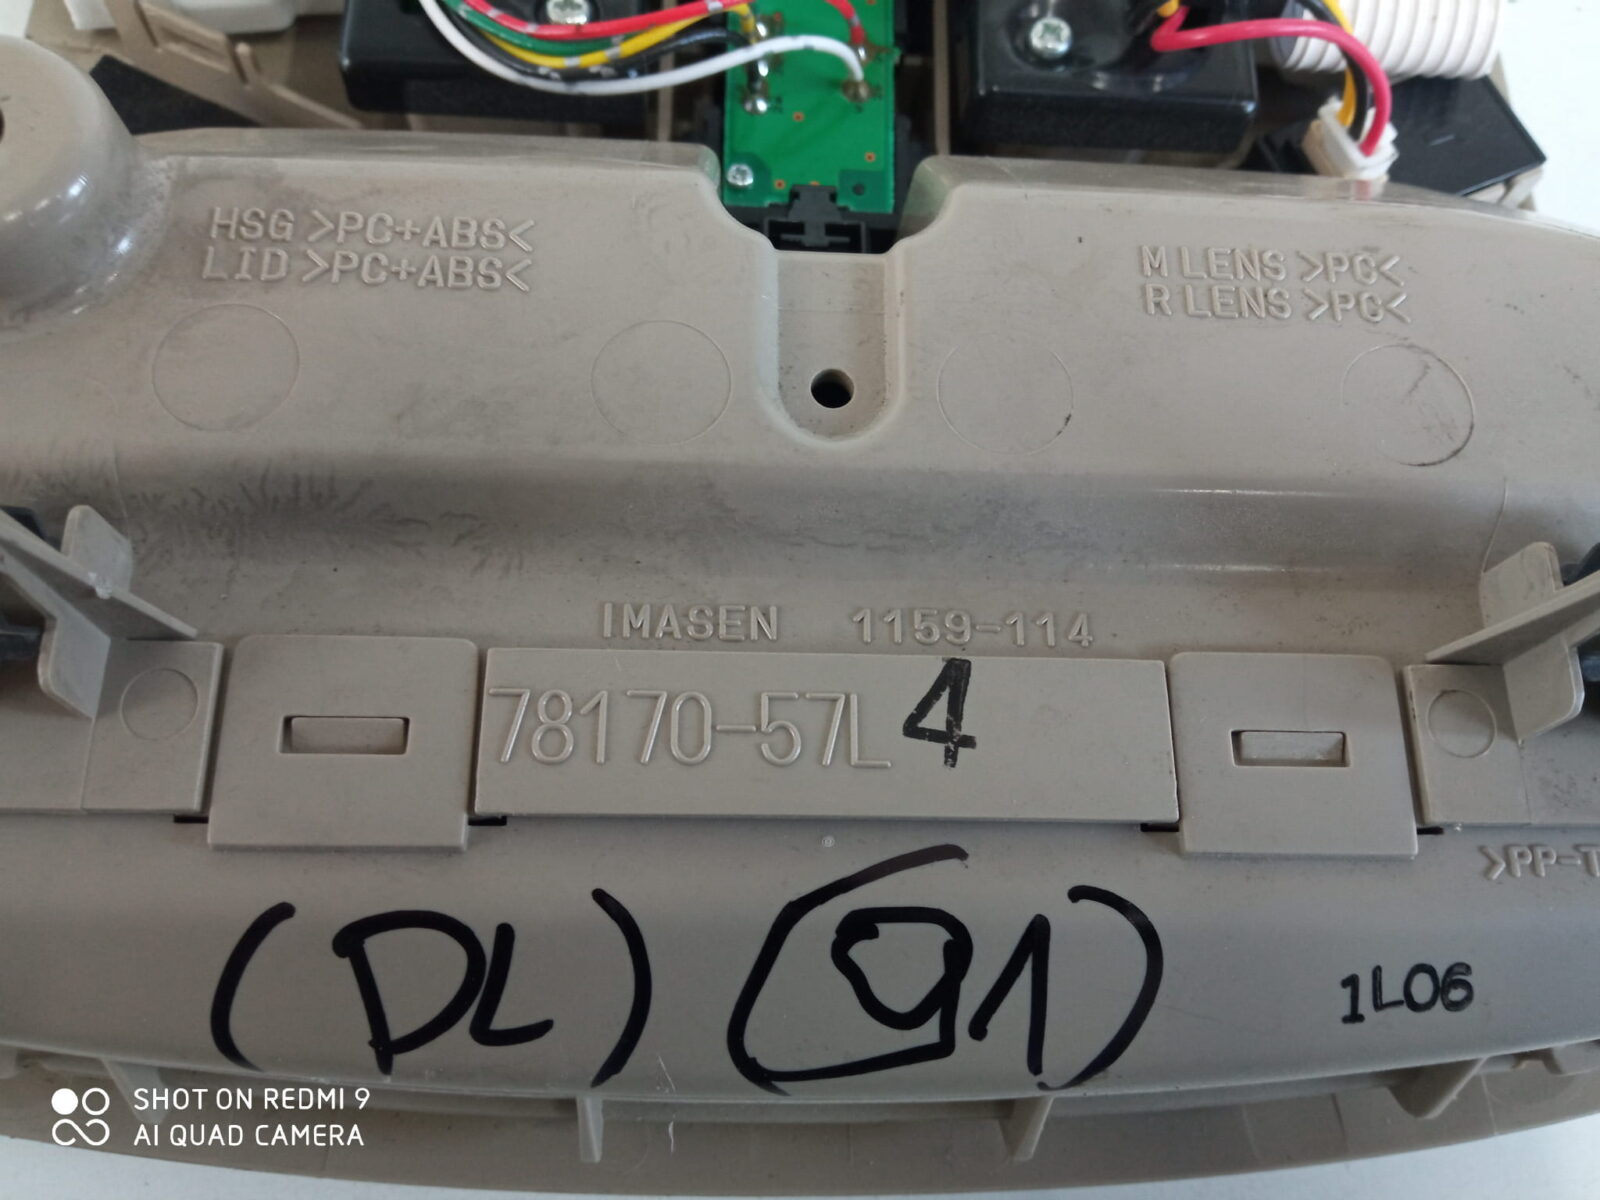 HSG >PC+ABS<
LID >PC+ABS<
M LENS >PC<
R LENS >PC<
IMASEN 1159-114
78170-57L 4
>PP-T
(DL) (91)
1L06
SHOT ON REDMI 9
AI QUAD CAMERA